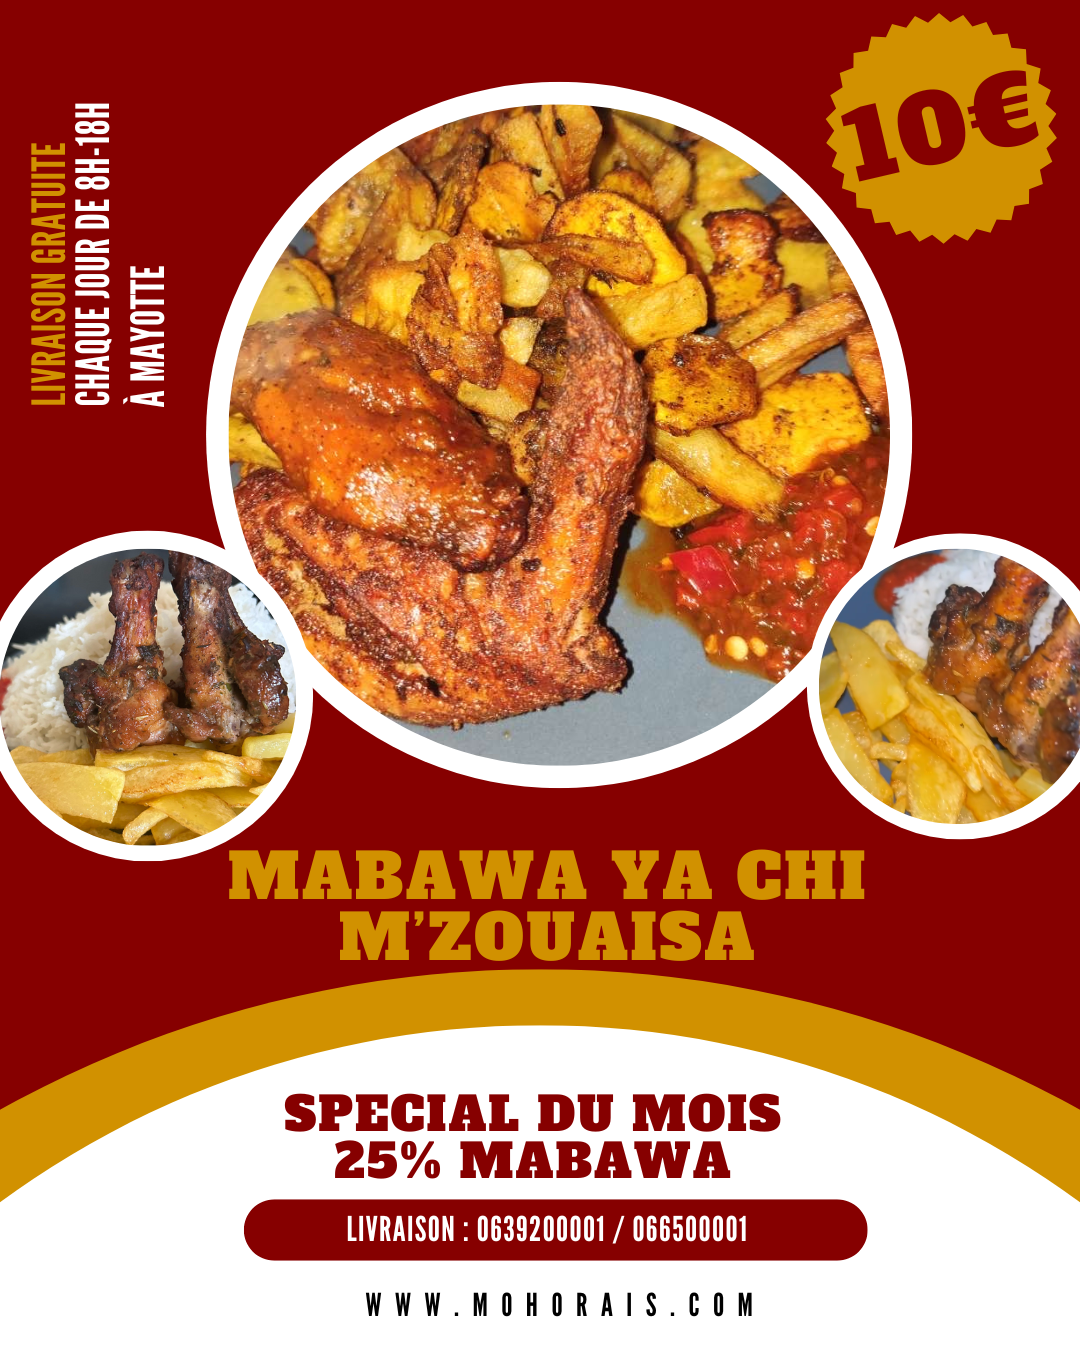 10€
LIVRAISON GRATUITE
CHAQUE JOUR DE 8H-18H
À MAYOTTE
MABAWA YA CHI
M’ZOUAISA
SPECIAL DU MOIS
25% MABAWA
LIVRAISON : 0639200001 / 066500001
WWW.MOHORAIS.COM